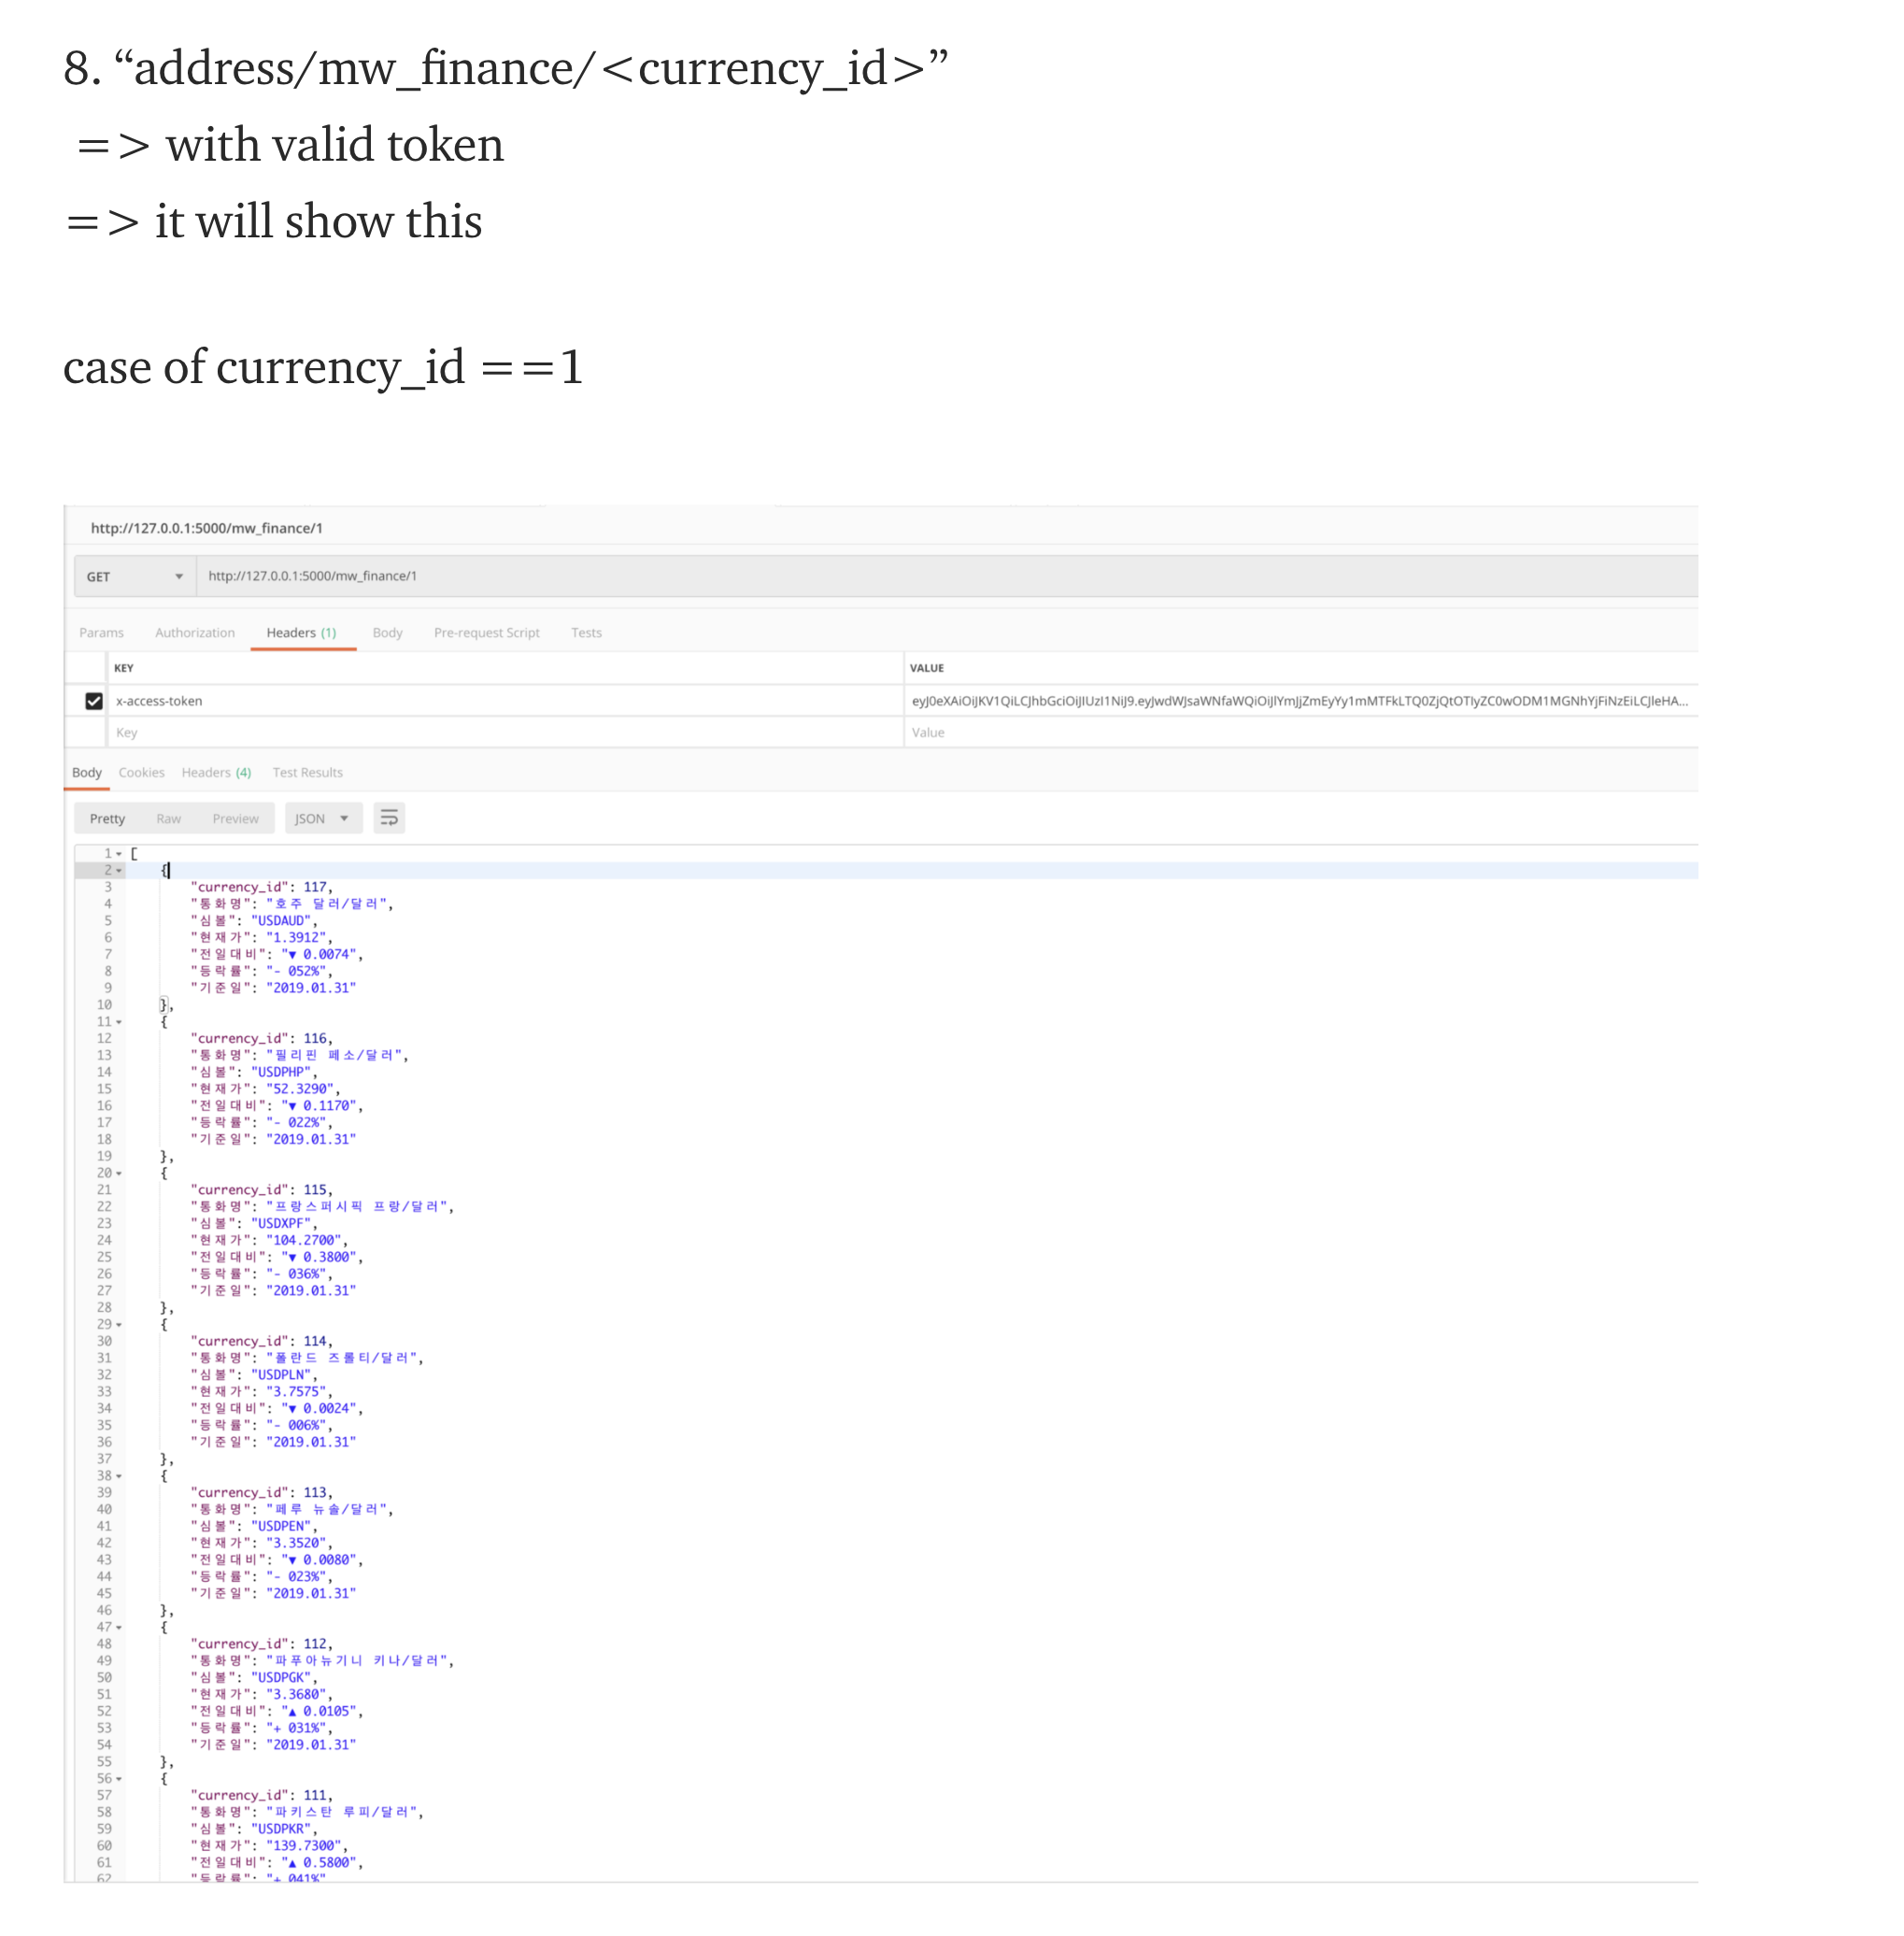 8. “address/mw_finance/<currency_id>”
=> with valid token
=> it will show this
case of currency_id ==1
http://127.0.0.1:5000/mw_finance/1
GET http://127.0.0.1:5000/mw_finance/1
Params Authorization Headers (1) Body Pre-request Script Tests
KEY VALUE
x-access-token eyJ0eXAiOiJKV1QiLCJhbGciOiJIUzI1NiJ9.eyJwdWJsaWNfaWQiOiJlYmJjZmEyYy1mMTFkLTQ0ZjQtOTIyZC0wODM1MGNhYjFiNzEiLCJleHA...
Key Value
Body Cookies Headers (4) Test Results
Pretty Raw Preview JSON
1 [
2 {
3 "currency_id": 117,
4 "통화명": "호주 달러/달러",
5 "심볼": "USDAUD",
6 "현재가": "1.3912",
7 "전일대비": "▼ 0.0074",
8 "등락률": "- 052%",
9 "기준일": "2019.01.31"
10 },
11 {
12 "currency_id": 116,
13 "통화명": "필리핀 페소/달러",
14 "심볼": "USDPHP",
15 "현재가": "52.3290",
16 "전일대비": "▼ 0.1170",
17 "등락률": "- 022%",
18 "기준일": "2019.01.31"
19 },
20 {
21 "currency_id": 115,
22 "통화명": "프랑스퍼시픽 프랑/달러",
23 "심볼": "USDXPF",
24 "현재가": "104.2700",
25 "전일대비": "▼ 0.3800",
26 "등락률": "- 036%",
27 "기준일": "2019.01.31"
28 },
29 {
30 "currency_id": 114,
31 "통화명": "폴란드 즈롤티/달러",
32 "심볼": "USDPLN",
33 "현재가": "3.7575",
34 "전일대비": "▼ 0.0024",
35 "등락률": "- 006%",
36 "기준일": "2019.01.31"
37 },
38 {
39 "currency_id": 113,
40 "통화명": "페루 뉴솔/달러",
41 "심볼": "USDPEN",
42 "현재가": "3.3520",
43 "전일대비": "▼ 0.0080",
44 "등락률": "- 023%",
45 "기준일": "2019.01.31"
46 },
47 {
48 "currency_id": 112,
49 "통화명": "파푸아뉴기니 키나/달러",
50 "심볼": "USDPGK",
51 "현재가": "3.3680",
52 "전일대비": "▲ 0.0105",
53 "등락률": "+ 031%",
54 "기준일": "2019.01.31"
55 },
56 {
57 "currency_id": 111,
58 "통화명": "파키스탄 루피/달러",
59 "심볼": "USDPKR",
60 "현재가": "139.7300",
61 "전일대비": "▲ 0.5800",
62 "등락률": "+ 041%"